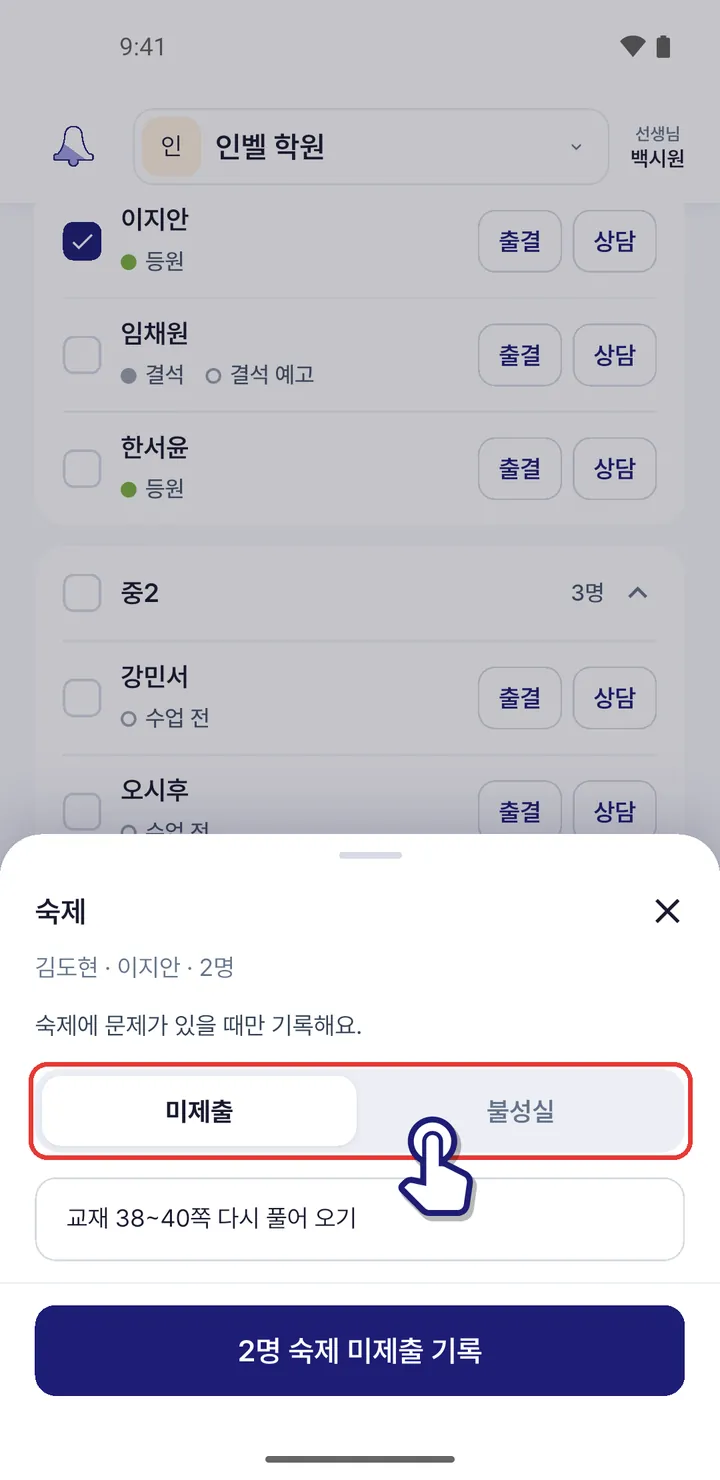 9:41
인 인벨 학원
선생님
백시원
이지안
등원
출결 상담
임채원
결석 결석 예고
출결 상담
한서윤
등원
출결 상담
중2 3명
강민서
수업 전
출결 상담
오시후
수업 전
출결 상담
숙제
김도현 · 이지안 · 2명
숙제에 문제가 있을 때만 기록해요.
미제출 불성실
교재 38~40쪽 다시 풀어 오기
2명 숙제 미제출 기록